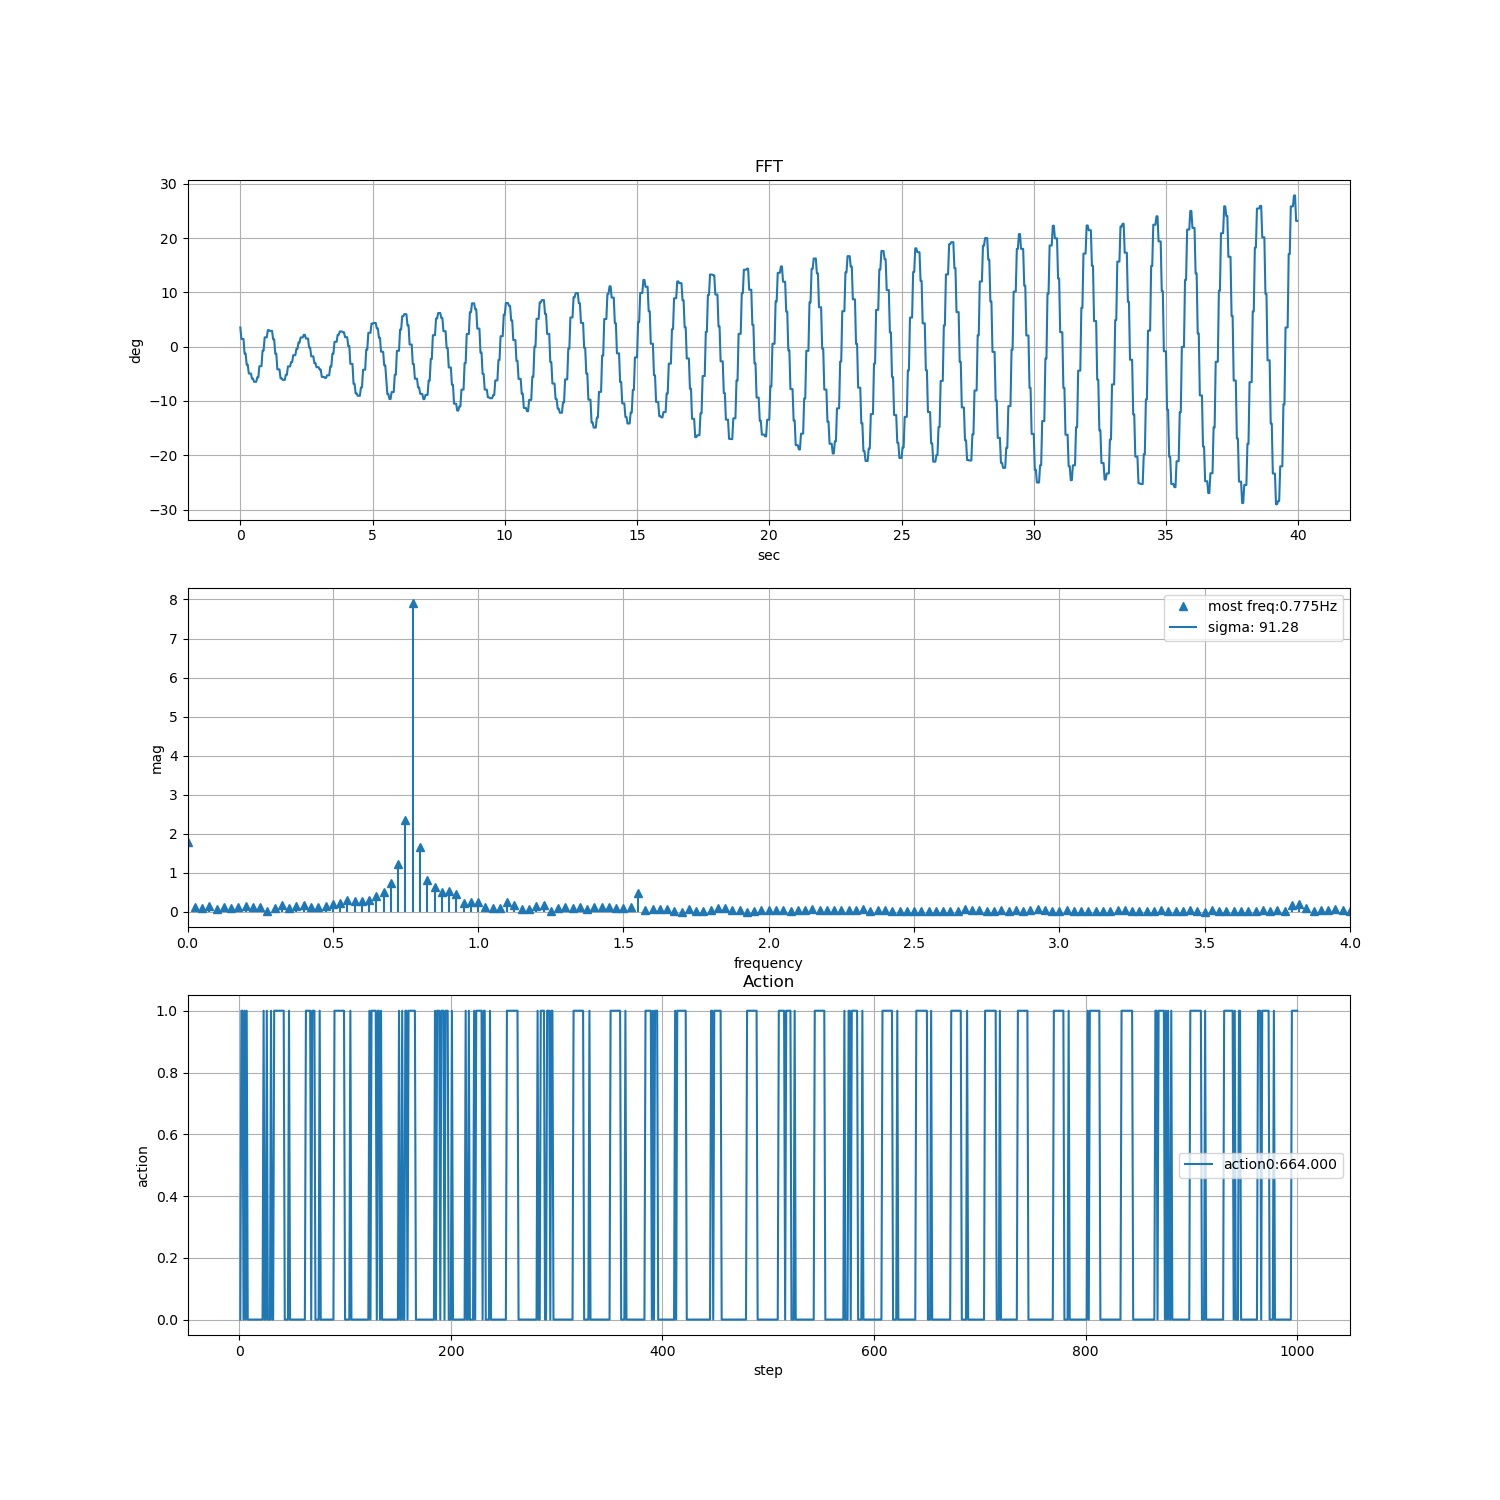 FFT
30
20
10
0
−10
−20
−30
deg
0 5 10 15 20 25 30 35 40
sec
8
7
6
5
4
3
2
1
0
mag
most freq:0.775Hz
sigma: 91.28
0.0 0.5 1.0 1.5 2.0 2.5 3.0 3.5 4.0
frequency
Action
1.0
0.8
0.6
0.4
0.2
0.0
action
action0:664.000
0 200 400 600 800 1000
step